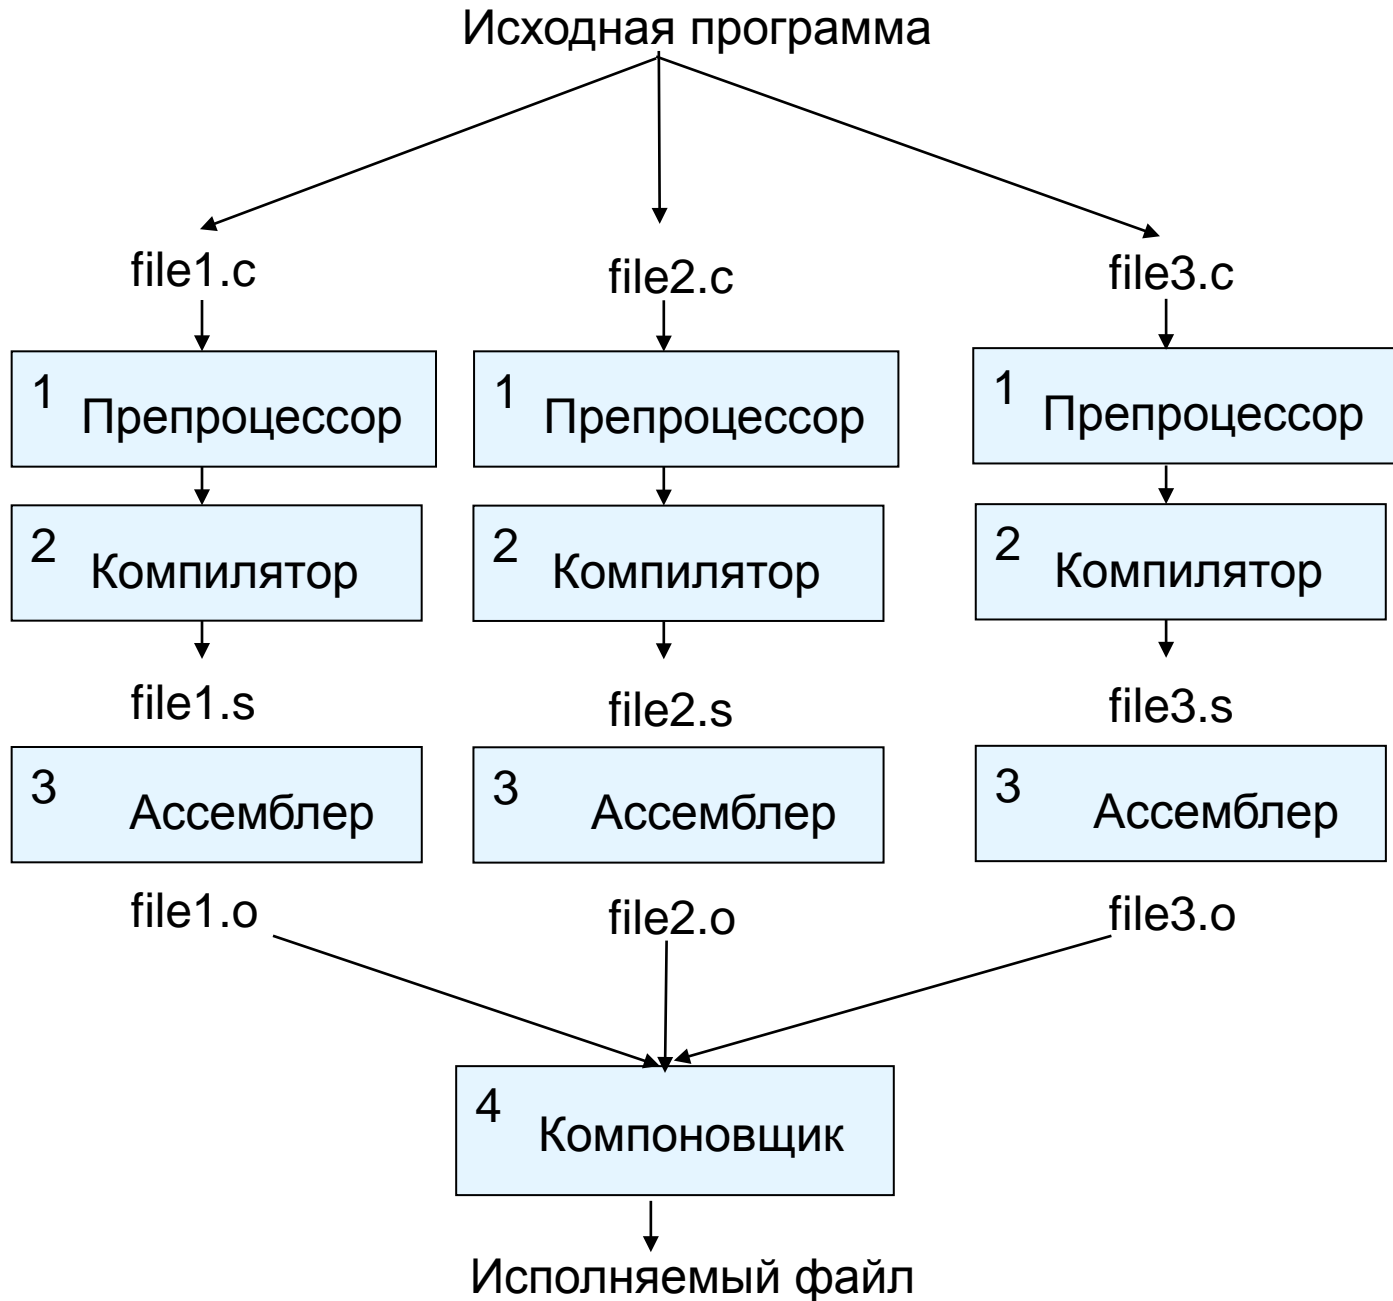 Исходная программа
file1.c
file2.c
file3.c
1 Препроцессор
1 Препроцессор
1 Препроцессор
2 Компилятор
2 Компилятор
2 Компилятор
file1.s
file2.s
file3.s
3 Ассемблер
3 Ассемблер
3 Ассемблер
file1.o
file2.o
file3.o
4 Компоновщик
Исполняемый файл